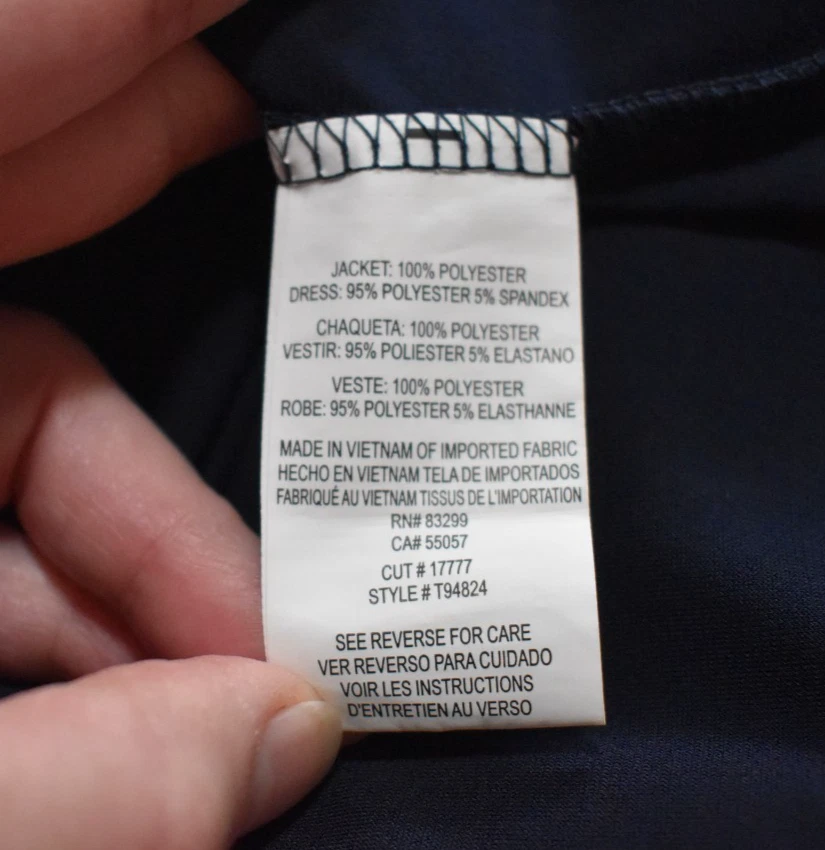 JACKET: 100% POLYESTER
DRESS: 95% POLYESTER 5% SPANDEX
CHAQUETA: 100% POLYESTER
VESTIR: 95% POLIESTER 5% ELASTANO
VESTE: 100% POLYESTER
ROBE: 95% POLYESTER 5% ELASTHANNE
MADE IN VIETNAM OF IMPORTED FABRIC
HECHO EN VIETNAM TELA DE IMPORTADOS
FABRIQUÉ AU VIETNAM TISSUS DE L'IMPORTATION
RN# 83299
CA# 55057
CUT # 17777
STYLE # T94824
SEE REVERSE FOR CARE
VER REVERSO PARA CUIDADO
VOIR LES INSTRUCTIONS
D'ENTRETIEN AU VERSO